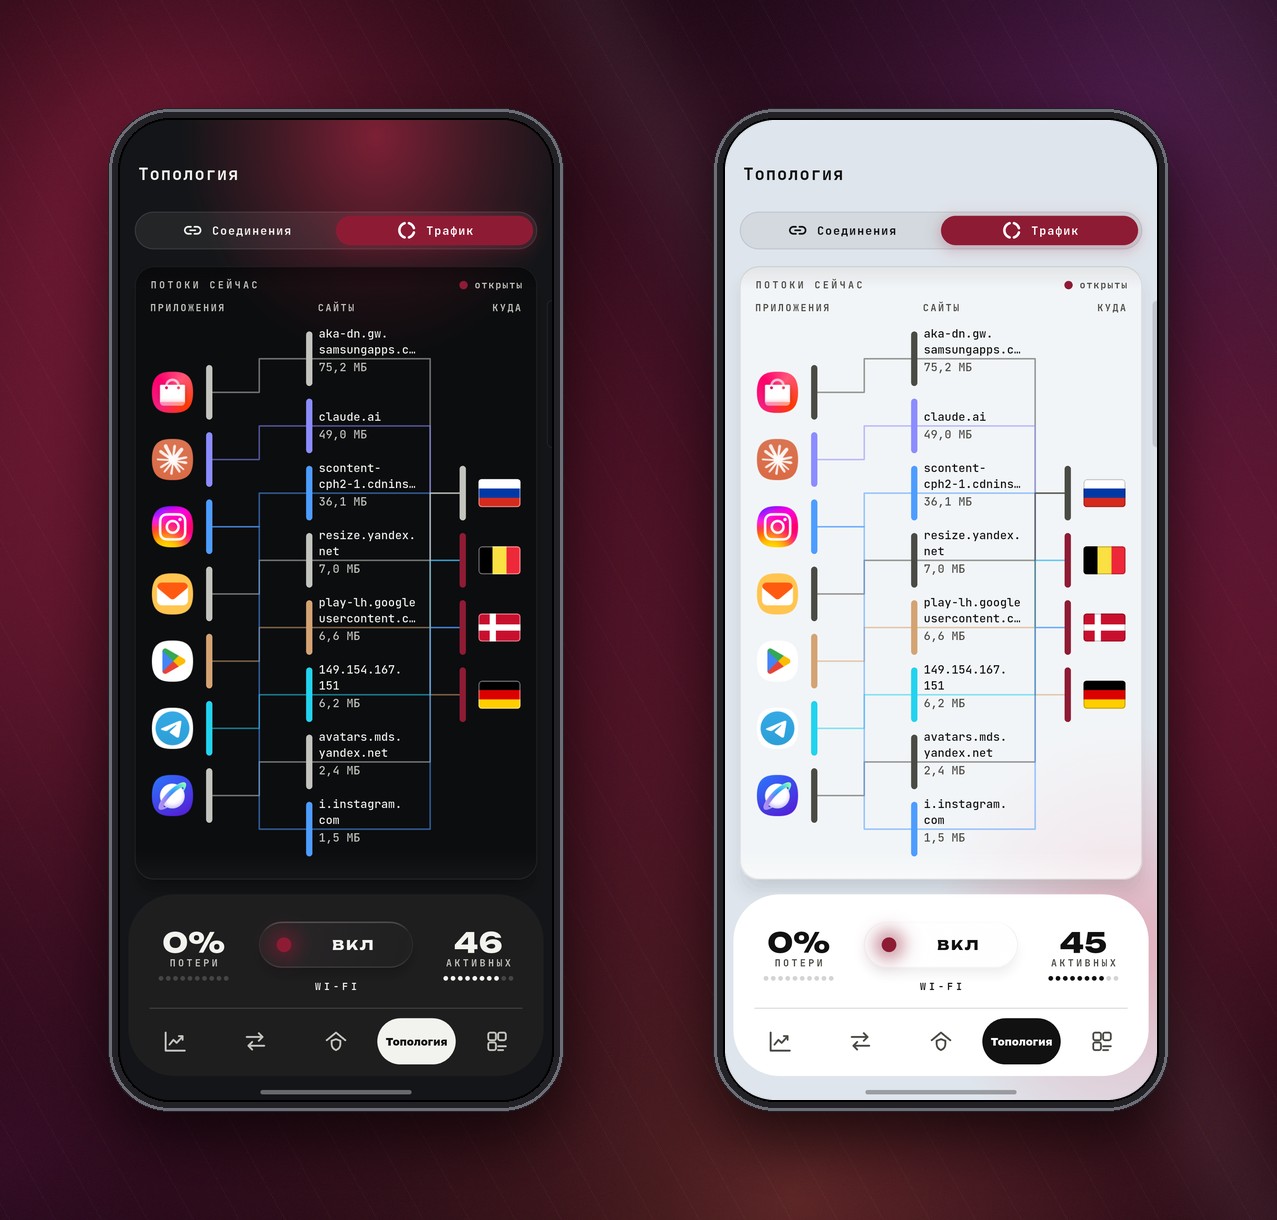 Топология
Соединения
Трафик
ПОТОКИ СЕЙЧАС
открыты
ПРИЛОЖЕНИЯ
САЙТЫ
КУДА
aka-dn.gw.
samsungapps.c…
75,2 МБ
claude.ai
49,0 МБ
scontent-
cph2-1.cdnins…
36,1 МБ
resize.yandex.
net
7,0 МБ
play-lh.google
usercontent.c…
6,6 МБ
149.154.167.
151
6,2 МБ
avatars.mds.
yandex.net
2,4 МБ
i.instagram.
com
1,5 МБ
0%
ПОТЕРИ
ВКЛ
46
АКТИВНЫХ
WI-FI
Топология
Топология
Соединения
Трафик
ПОТОКИ СЕЙЧАС
открыты
ПРИЛОЖЕНИЯ
САЙТЫ
КУДА
aka-dn.gw.
samsungapps.c…
75,2 МБ
claude.ai
49,0 МБ
scontent-
cph2-1.cdnins…
36,1 МБ
resize.yandex.
net
7,0 МБ
play-lh.google
usercontent.c…
6,6 МБ
149.154.167.
151
6,2 МБ
avatars.mds.
yandex.net
2,4 МБ
i.instagram.
com
1,5 МБ
0%
ПОТЕРИ
ВКЛ
45
АКТИВНЫХ
WI-FI
Топология